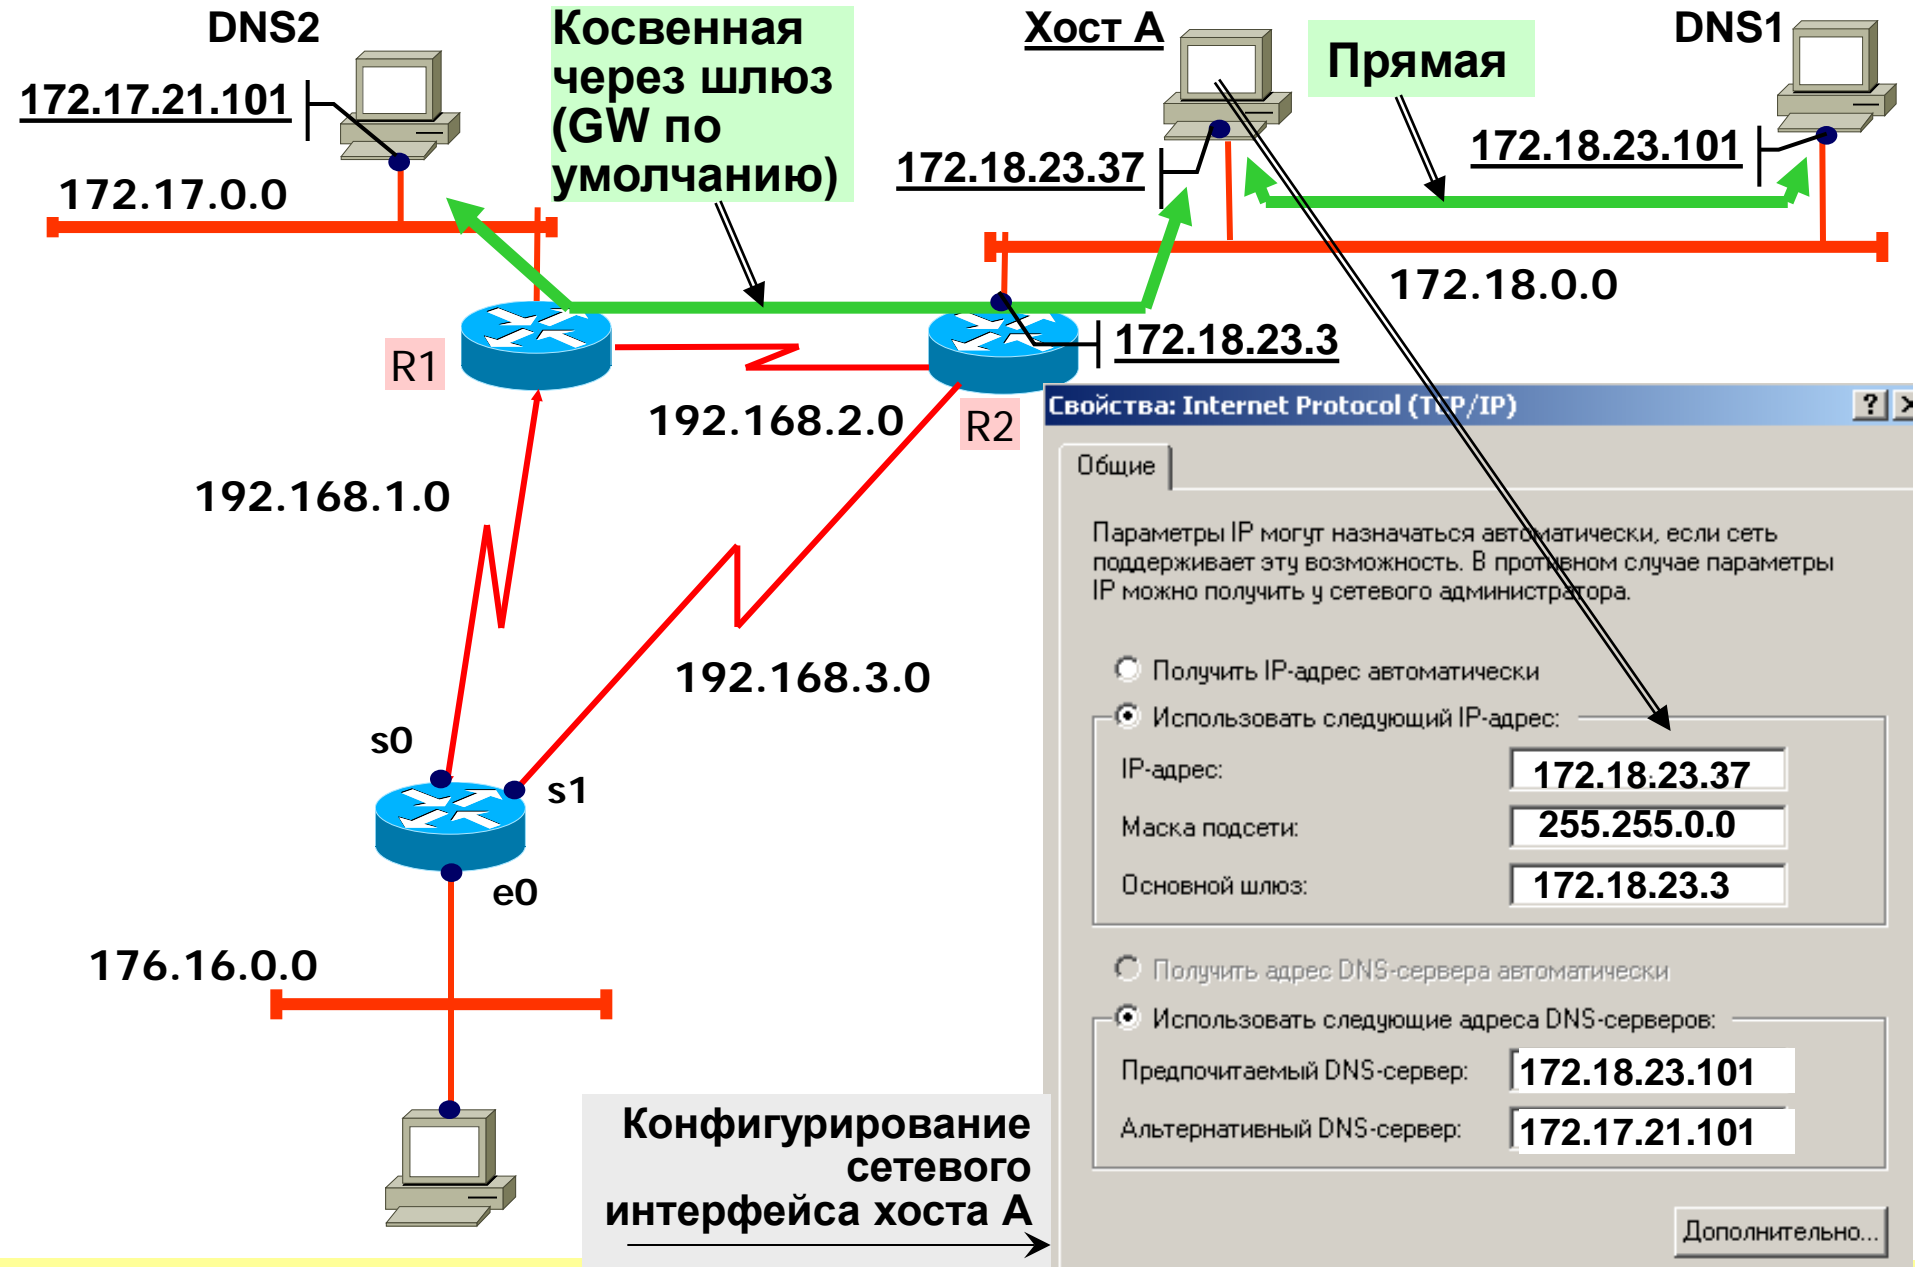 DNS2
172.17.21.101
172.17.0.0
Косвенная
через шлюз
(GW по
умолчанию)
Хост А
172.18.23.37
Прямая
DNS1
172.18.23.101
172.18.0.0
172.18.23.3
R1
R2
192.168.2.0
192.168.1.0
192.168.3.0
s0
s1
e0
176.16.0.0
Конфигурирование
сетевого
интерфейса хоста А
Свойства: Internet Protocol (TCP/IP)
Общие
Параметры IP могут назначаться автоматически, если сеть
поддерживает эту возможность. В противном случае параметры
IP можно получить у сетевого администратора.
Получить IP-адрес автоматически
Использовать следующий IP-адрес:
IP-адрес: 172.18.23.37
Маска подсети: 255.255.0.0
Основной шлюз: 172.18.23.3
Получить адрес DNS-сервера автоматически
Использовать следующие адреса DNS-серверов:
Предпочитаемый DNS-сервер: 172.18.23.101
Альтернативный DNS-сервер: 172.17.21.101
Дополнительно...